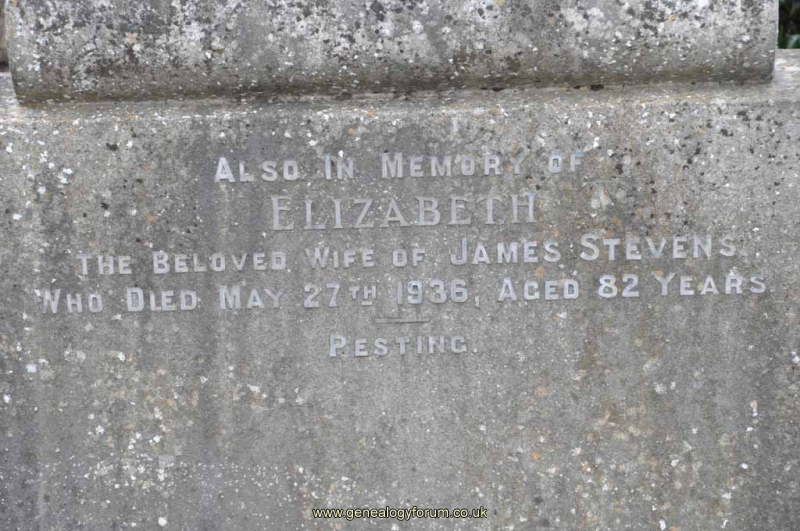 Also In Memory of
Elizabeth
The Beloved Wife of James Stevens
Who Died May 27th 1936, Aged 82 Years
Resting.
www.genealogyforum.co.uk